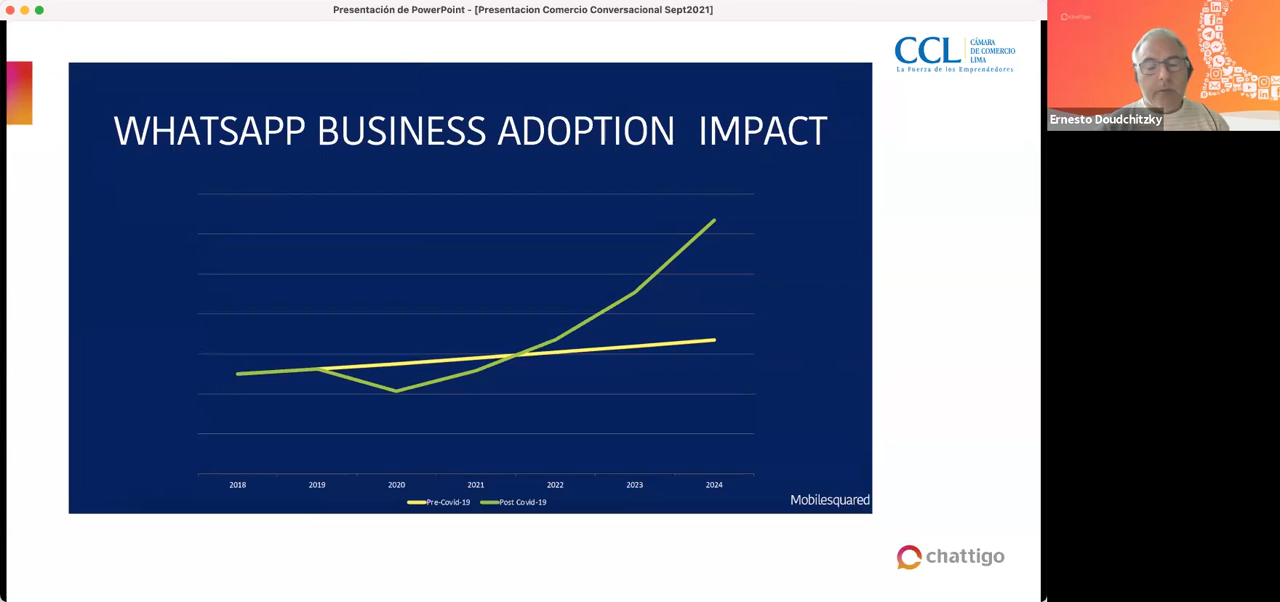 Presentación de PowerPoint - [Presentacion Comercio Conversacional Sept2021]
CCL CÁMARA DE COMERCIO LIMA
La Fuerza de los Emprendedores
chattigo
Ernesto Doudchitzky
WHATSAPP BUSINESS ADOPTION IMPACT
2018 2019 2020 2021 2022 2023 2024
Pre-Covid-19 Post Covid-19
Mobilesquared
chattigo